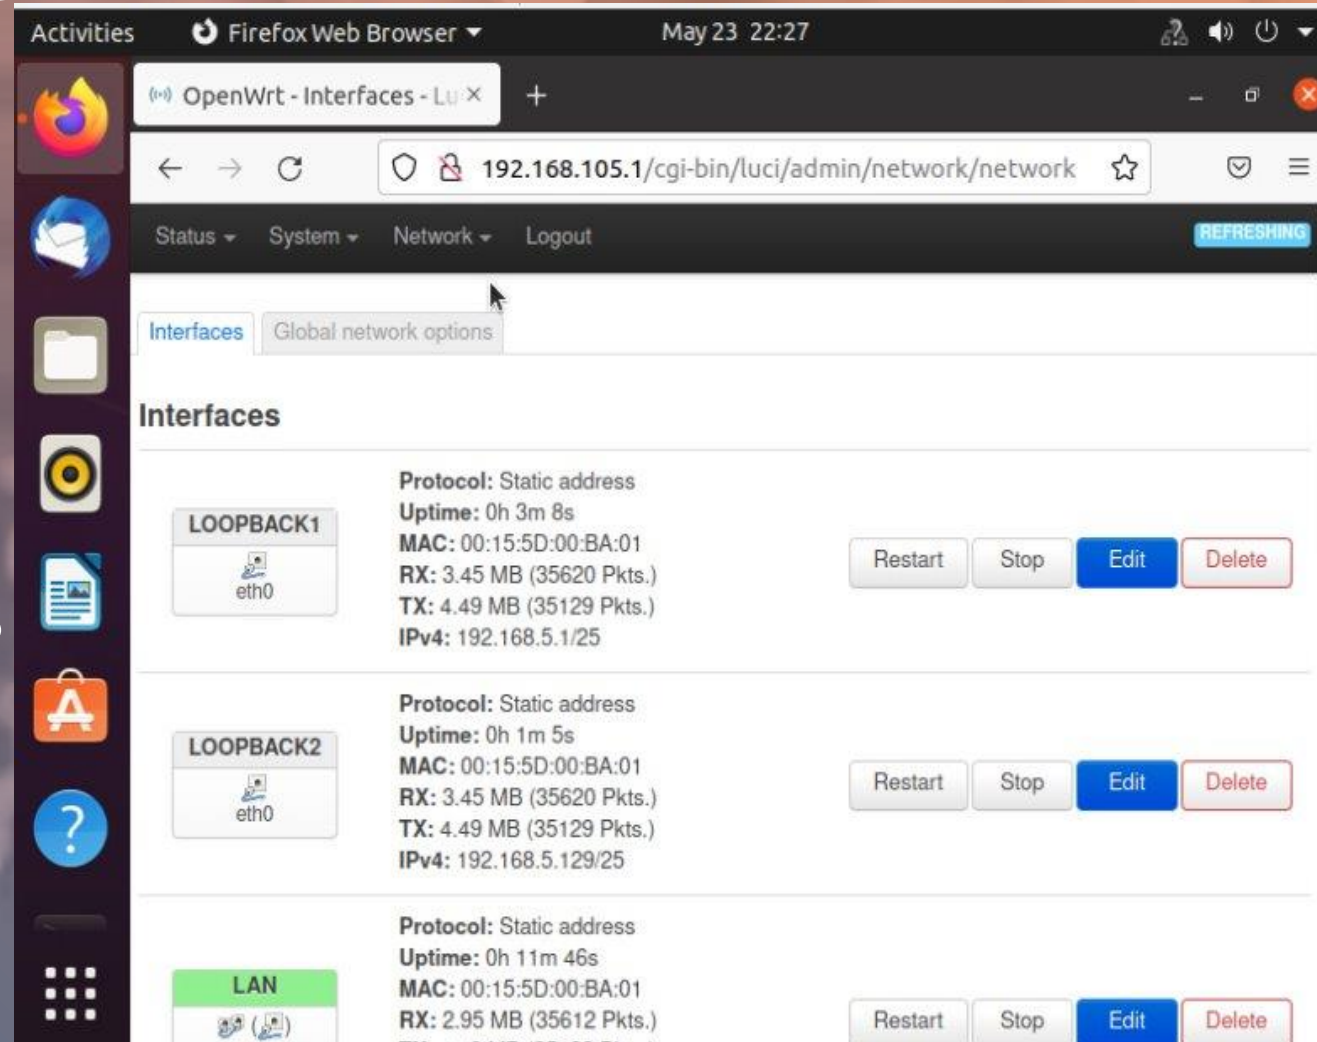 Activities Firefox Web Browser May 23 22:27
OpenWrt - Interfaces - Lu
192.168.105.1/cgi-bin/luci/admin/network/network
Status System Network Logout REFRESHING
Interfaces Global network options
Interfaces
LOOPBACK1
eth0
Protocol: Static address
Uptime: 0h 3m 8s
MAC: 00:15:5D:00:BA:01
RX: 3.45 MB (35620 Pkts.)
TX: 4.49 MB (35129 Pkts.)
IPv4: 192.168.5.1/25
Restart Stop Edit Delete
LOOPBACK2
eth0
Protocol: Static address
Uptime: 0h 1m 5s
MAC: 00:15:5D:00:BA:01
RX: 3.45 MB (35620 Pkts.)
TX: 4.49 MB (35129 Pkts.)
IPv4: 192.168.5.129/25
Restart Stop Edit Delete
LAN
Protocol: Static address
Uptime: 0h 11m 46s
MAC: 00:15:5D:00:BA:01
RX: 2.95 MB (35612 Pkts.)
Restart Stop Edit Delete